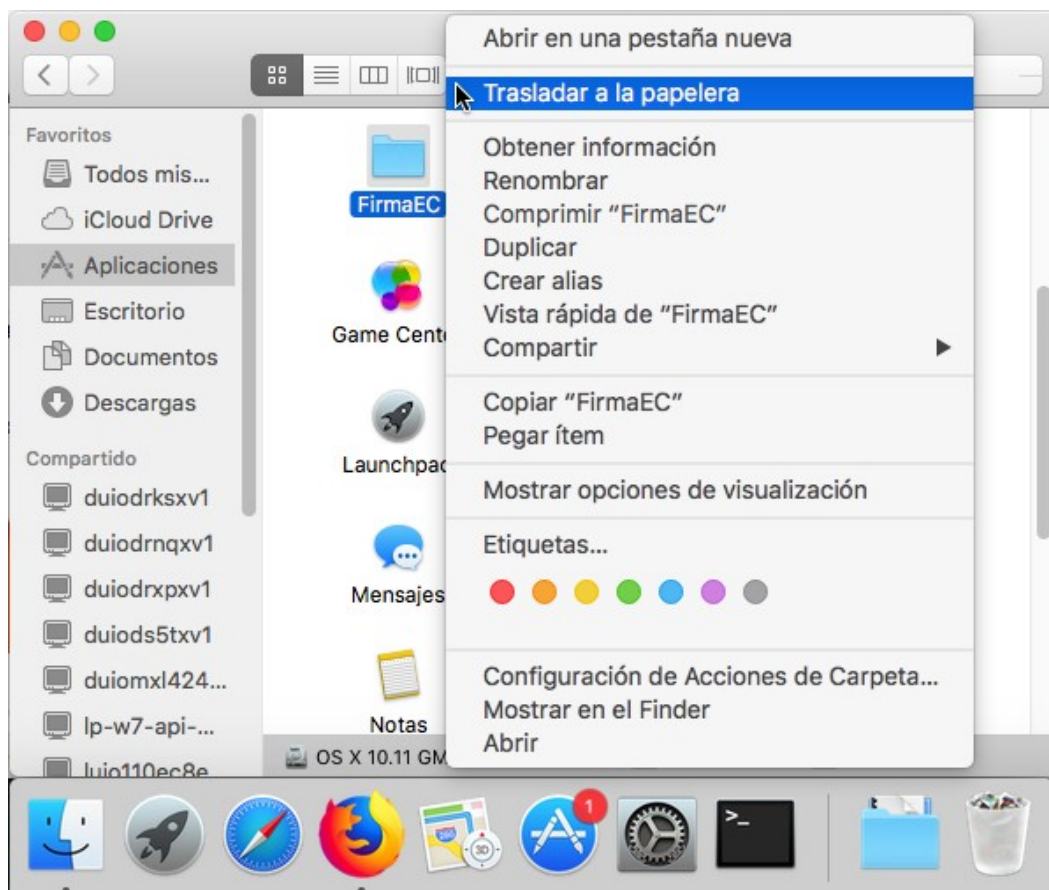 Favoritos
Todos mis...
iCloud Drive
Aplicaciones
Escritorio
Documentos
Descargas
Compartido
duiodrksxv1
duiodrnqxv1
duiodrxpxv1
duiods5txv1
duiomxl424...
lp-w7-api-...
FirmaEC
Game Cent
Launchpad
Mensajes
Notas
OS X 10.11 GM
Abrir en una pestaña nueva
Trasladar a la papelera
Obtener información
Renombrar
Comprimir “FirmaEC”
Duplicar
Crear alias
Vista rápida de “FirmaEC”
Compartir
Copiar “FirmaEC”
Pegar ítem
Mostrar opciones de visualización
Etiquetas...
Configuración de Acciones de Carpeta...
Mostrar en el Finder
Abrir
1
3D
>_